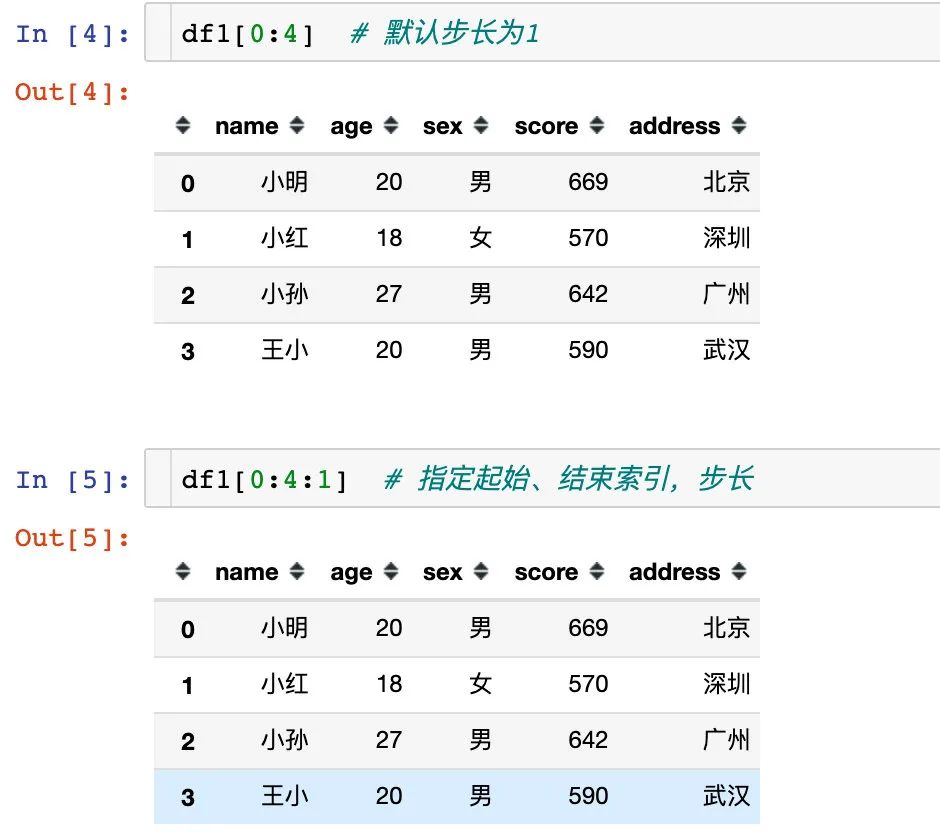 In [4]: df1[0:4]  # 默认步长为1
Out[4]:
name age sex score address
0 小明 20 男 669 北京
1 小红 18 女 570 深圳
2 小孙 27 男 642 广州
3 王小 20 男 590 武汉
In [5]: df1[0:4:1]  # 指定起始、结束索引，步长
Out[5]:
name age sex score address
0 小明 20 男 669 北京
1 小红 18 女 570 深圳
2 小孙 27 男 642 广州
3 王小 20 男 590 武汉